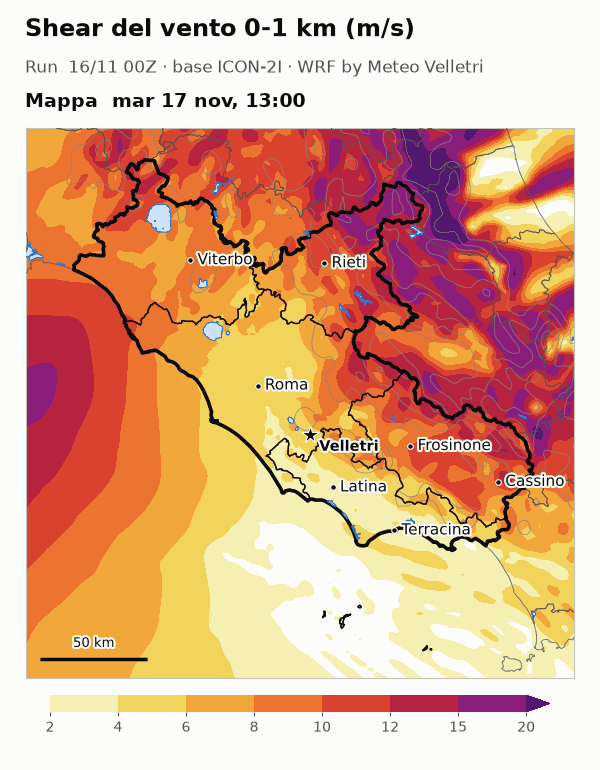 Shear del vento 0-1 km (m/s)
Run  16/11 00Z · base ICON-2I · WRF by Meteo Velletri
Mappa  mar 17 nov, 13:00
Viterbo
Rieti
Roma
Velletri
Frosinone
Latina
Cassino
Terracina
50 km
2 4 6 8 10 12 15 20